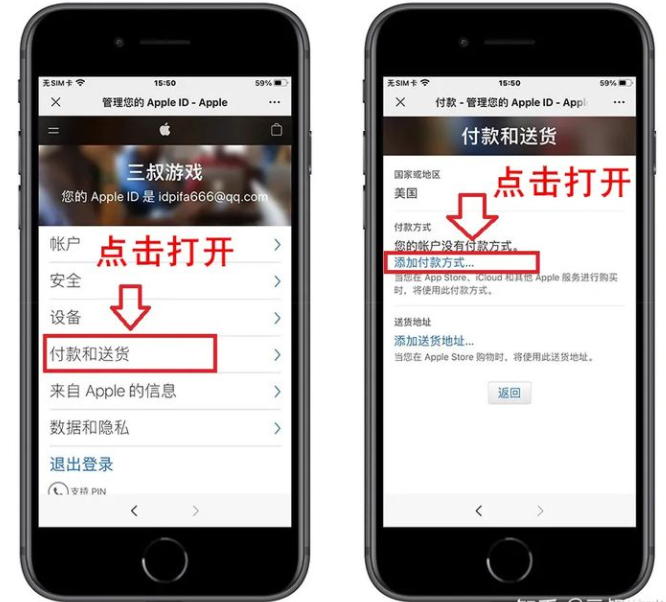 无SIM卡
15:50
59%
管理您的 Apple ID - Apple
三叔游戏
您的 Apple ID 是 idpifa666@qq.com
帐户
点击打开
安全
设备
付款和送货
来自 Apple 的信息
数据和隐私
退出登录
支持 PIN
无SIM卡
15:50
59%
付款 - 管理您的 Apple ID - Appl
付款和送货
国家或地区
点击打开
美国
付款方式
您的帐户没有付款方式。
添加付款方式...
当您在 App Store、iCloud 和其他 Apple 服务进行购买
时，将使用此付款方式。
送货地址
添加送货地址...
当您在 Apple Store 购物时，将使用此送货地址。
返回